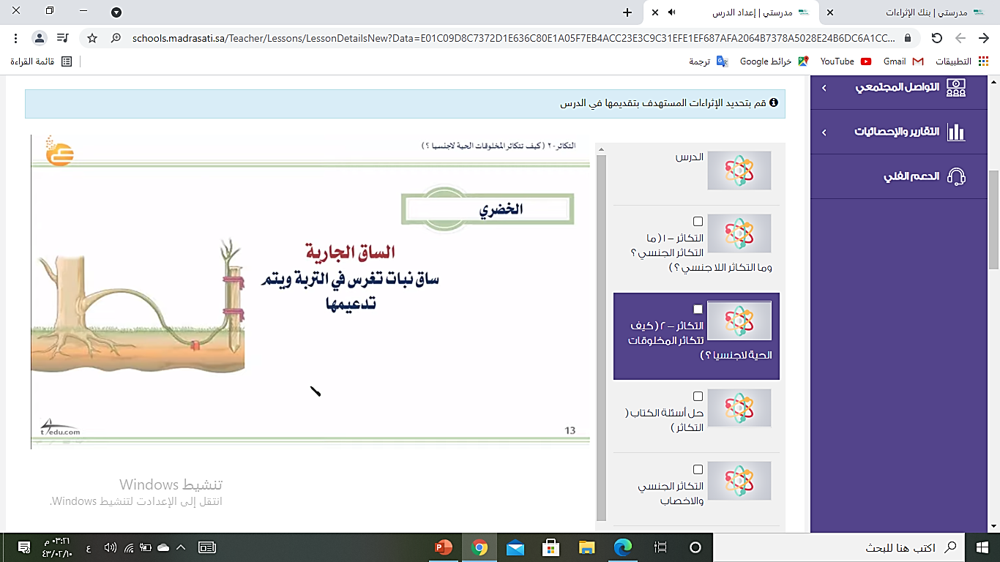 مدرستي | بنك الإثراءات
مدرستي | إعداد الدرس
schools.madrasati.sa/Teacher/Lessons/LessonDetailsNew?Data=E01C09D8C7372D1E636C80E1A05F7EB4ACC23E3C9C31EFE1EF687AFA2064B7378A5028E24B6DC6A1CC...
التطبيقات
Gmail
YouTube
خرائط Google
ترجمة
قائمة القراءة
التواصل المجتمعي
التقارير والإحصائيات
الدعم الفني
قم بتحديد الإثراءات المستهدف بتقديمها في الدرس
الدرس
التكاثر – ١ ( ما
التكاثر الجنسي ؟
وما التكاثر اللا جنسي ؟ )
التكاثر – ٢ ( كيف
تتكاثر المخلوقات
الحية لاجنسيا ؟ )
حل أسئلة الكتاب (
التكاثر )
التكاثر الجنسي
والاخصاب
التكاثر-٢ ( كيف تتكاثر المخلوقات الحية لاجنسيا ؟ )
الخضري
الساق الجارية
ساق نبات تغرس في التربة ويتم
تدعيمها
t4edu.com
13
تنشيط Windows
انتقل إلى الإعدادت لتنشيط Windows.
اكتب هنا للبحث
ع
٠٣:٢١ م
٤٣/٠٢/١٠